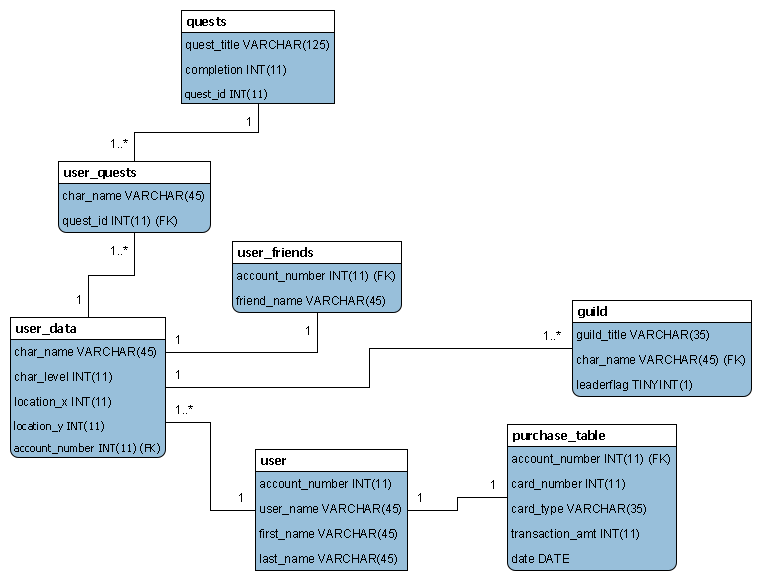 quests
quest_title VARCHAR(125)
completion INT(11)
quest_id INT(11)
1
1..*
user_quests
char_name VARCHAR(45)
quest_id INT(11) (FK)
1..*
1
user_friends
account_number INT(11) (FK)
friend_name VARCHAR(45)
1
user_data
char_name VARCHAR(45)
char_level INT(11)
location_x INT(11)
location_y INT(11)
account_number INT(11) (FK)
1
1
1..*
1..*
guild
guild_title VARCHAR(35)
char_name VARCHAR(45) (FK)
leaderflag TINYINT(1)
user
account_number INT(11)
user_name VARCHAR(45)
first_name VARCHAR(45)
last_name VARCHAR(45)
1
1
1
purchase_table
account_number INT(11) (FK)
card_number INT(11)
card_type VARCHAR(35)
transaction_amt INT(11)
date DATE